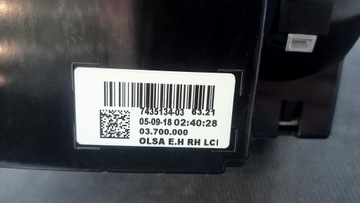 7435134-03 63.21
05-09-18 02:40:28
03.700.000
OLSA E.H RH LCI